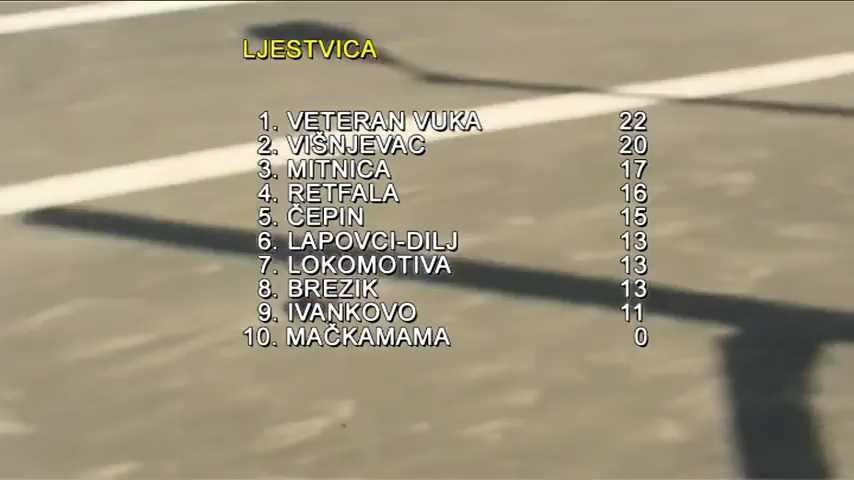 LJESTVICA
1. VETERAN VUKA 22
2. VIŠNJEVAC 20
3. MITNICA 17
4. RETFALA 16
5. ČEPIN 15
6. LAPOVCI-DILJ 13
7. LOKOMOTIVA 13
8. BREZIK 13
9. IVANKOVO 11
10. MAČKAMAMA 0